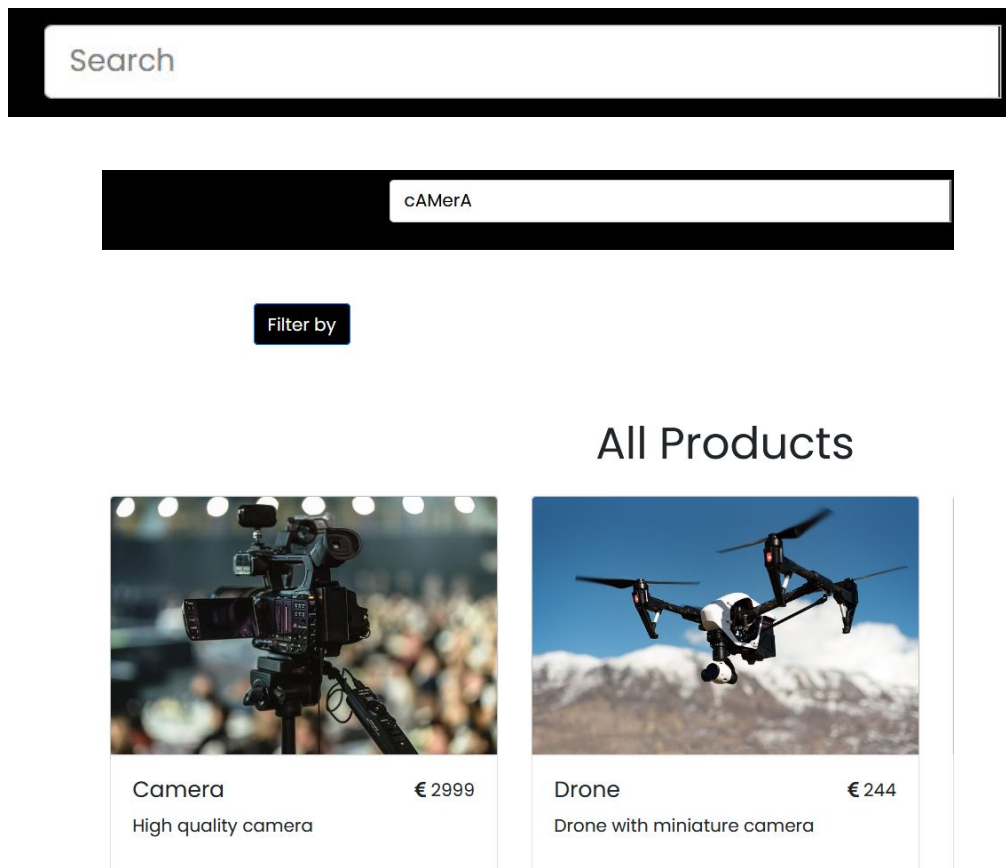 Search
cAMerA
Filter by
All Products
Camera € 2999
High quality camera
Drone € 244
Drone with miniature camera